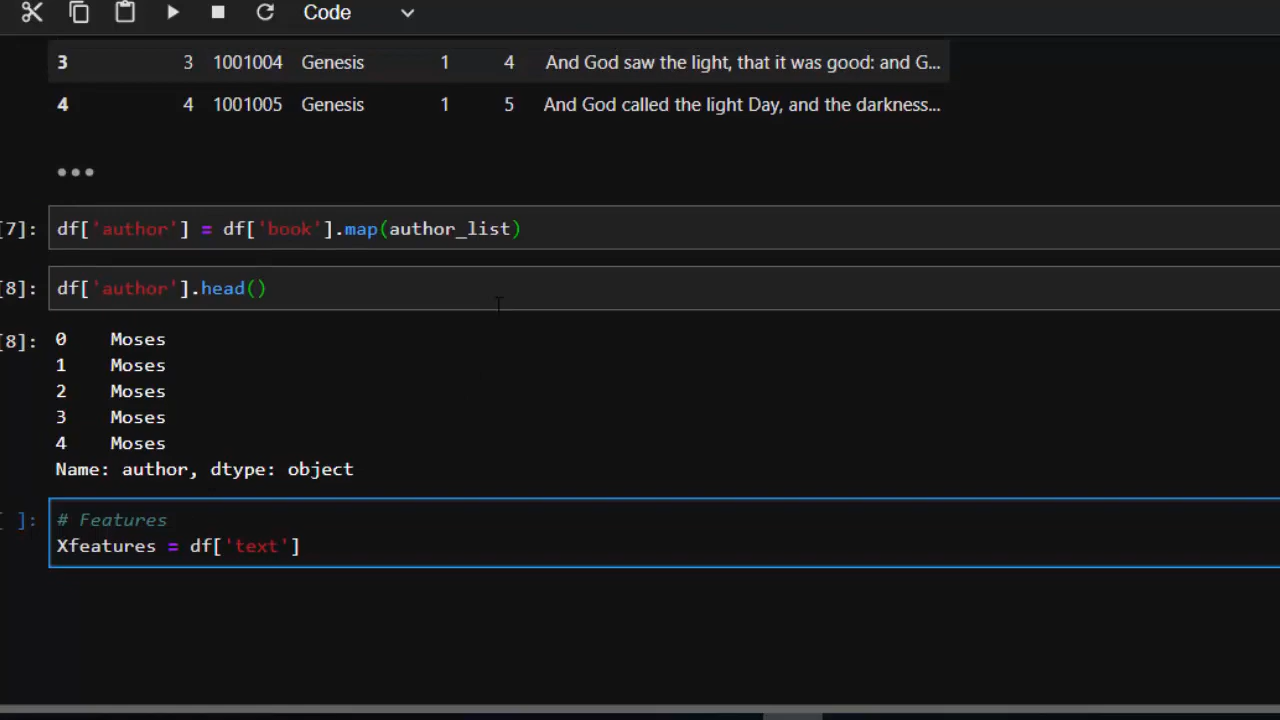 Code
3 3 1001004 Genesis 1 4 And God saw the light, that it was good: and G...
4 4 1001005 Genesis 1 5 And God called the light Day, and the darkness...
[7]: df['author'] = df['book'].map(author_list)
[8]: df['author'].head()
[8]: 0 Moses
1 Moses
2 Moses
3 Moses
4 Moses
Name: author, dtype: object
[ ]: # Features
Xfeatures = df['text']